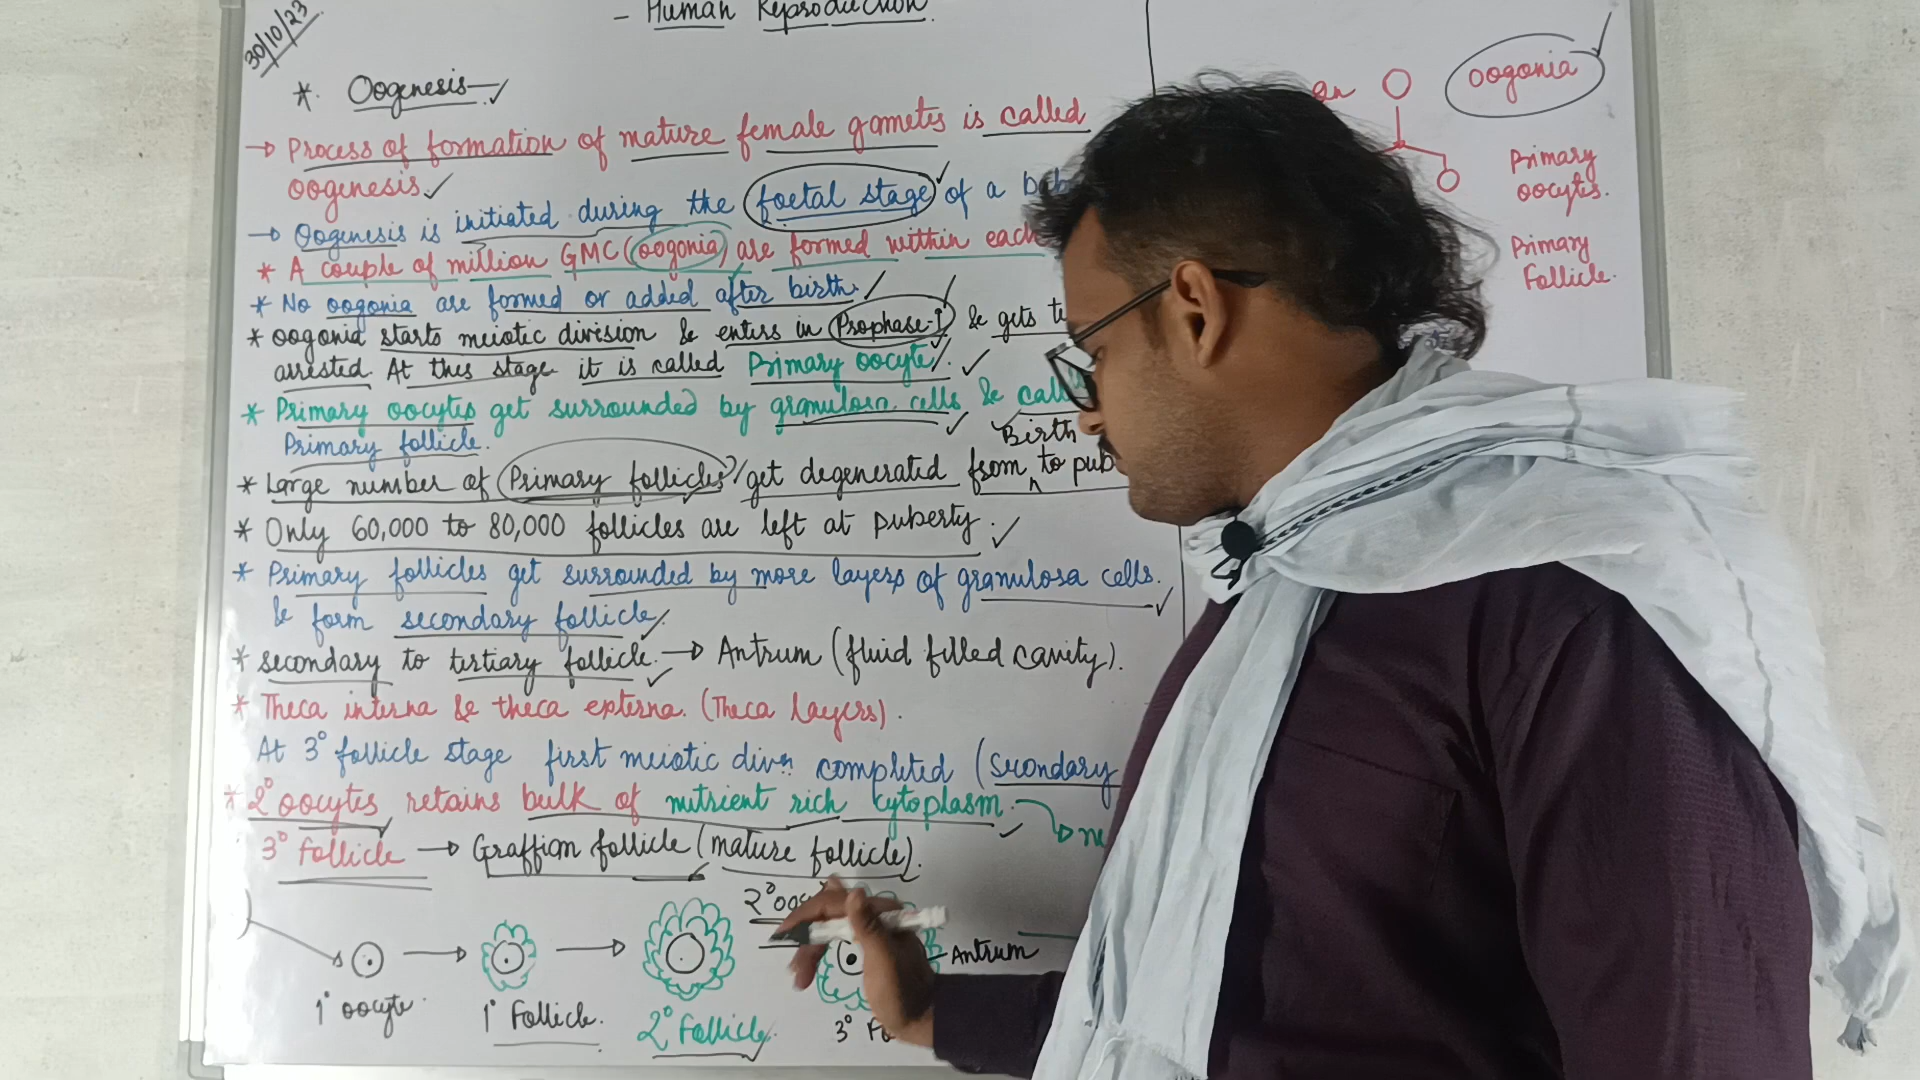 30/10/23
- Human Reproduction.
* Oogenesis
→ Process of formation of mature female gametes is called
oogenesis
→ Oogenesis is initiated during the foetal stage of a
* A couple of million GMC (oogonia) are formed within each
* No oogonia are formed or added after birth.
* oogonia starts meiotic division & enters in Prophase-I & gets
arrested. At this stage it is called Primary oocyte.
* Primary oocytes get surrounded by granulosa cells &
Primary follicle.
Birth
* Large number of (Primary follicles) get degenerated from to
* Only 60,000 to 80,000 follicles are left at puberty.
* Primary follicles get surrounded by more layers of granulosa cells.
& form secondary follicle.
* secondary to tertiary follicle. → Antrum (fluid filled cavity).
* Theca interna & theca externa. (Theca layers).
At 3° follicle stage first meiotic divn completed (Secondary
* 2° oocytes retains bulk of nutrient rich cytoplasm.
3° follicle → Graffian follicle (mature follicle).
2°
Antrum
1° oocyte.
1° Follicle.
2° Follicle
3°
oogonia
Primary
oocytes.
Primary
Follicle.